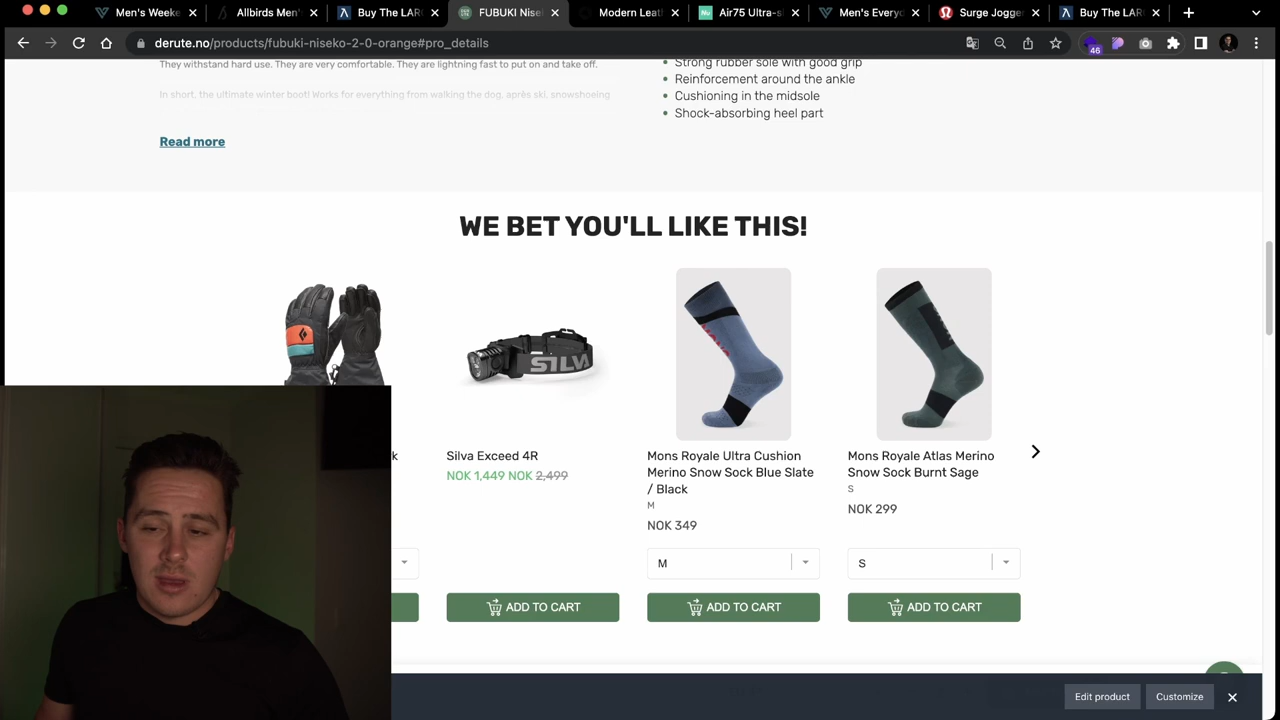 Men's Weeke
Allbirds Men'
Buy The LAR
FUBUKI Nise
Modern Leat
Air75 Ultra-s
Men's Everyc
Surge Jogge
Buy The LAR
derute.no/products/fubuki-niseko-2-0-orange#pro_details
46
They withstand hard use. They are very comfortable. They are lightning fast to put on and take off.
In short, the ultimate winter boot! Works for everything from walking the dog, après ski, snowshoeing
Read more
Strong rubber sole with good grip
Reinforcement around the ankle
Cushioning in the midsole
Shock-absorbing heel part
WE BET YOU'LL LIKE THIS!
SILVA
k
Silva Exceed 4R
NOK 1,449 NOK 2,499
ADD TO CART
Mons Royale Ultra Cushion
Merino Snow Sock Blue Slate
/ Black
M
NOK 349
M
ADD TO CART
Mons Royale Atlas Merino
Snow Sock Burnt Sage
S
NOK 299
S
ADD TO CART
Edit product
Customize